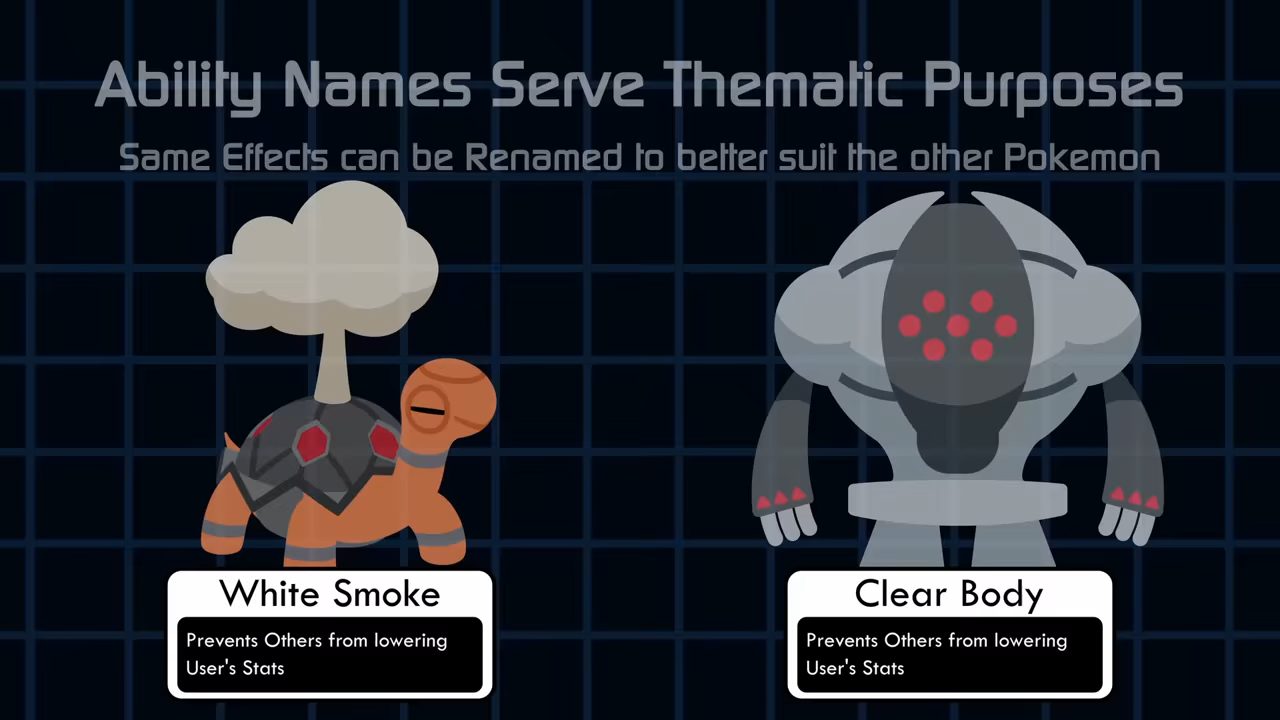 Ability Names Serve Thematic Purposes
Same Effects can be Renamed to better suit the other Pokemon
White Smoke
Prevents Others from lowering
User's Stats
Clear Body
Prevents Others from lowering
User's Stats